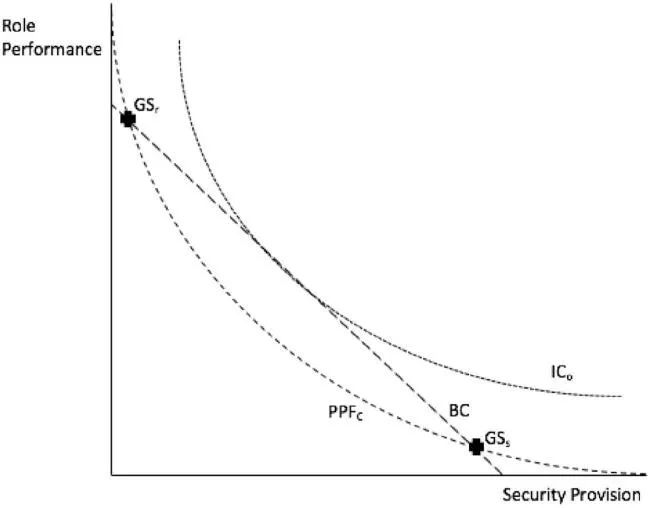 Role
Performance
GSr
ICo
PPFC
BC
GSs
Security Provision